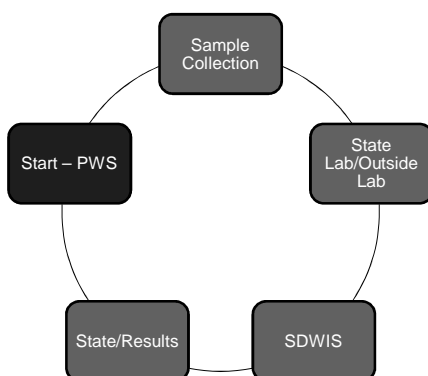 Sample
Collection
Start – PWS
State
Lab/Outside
Lab
State/Results
SDWIS